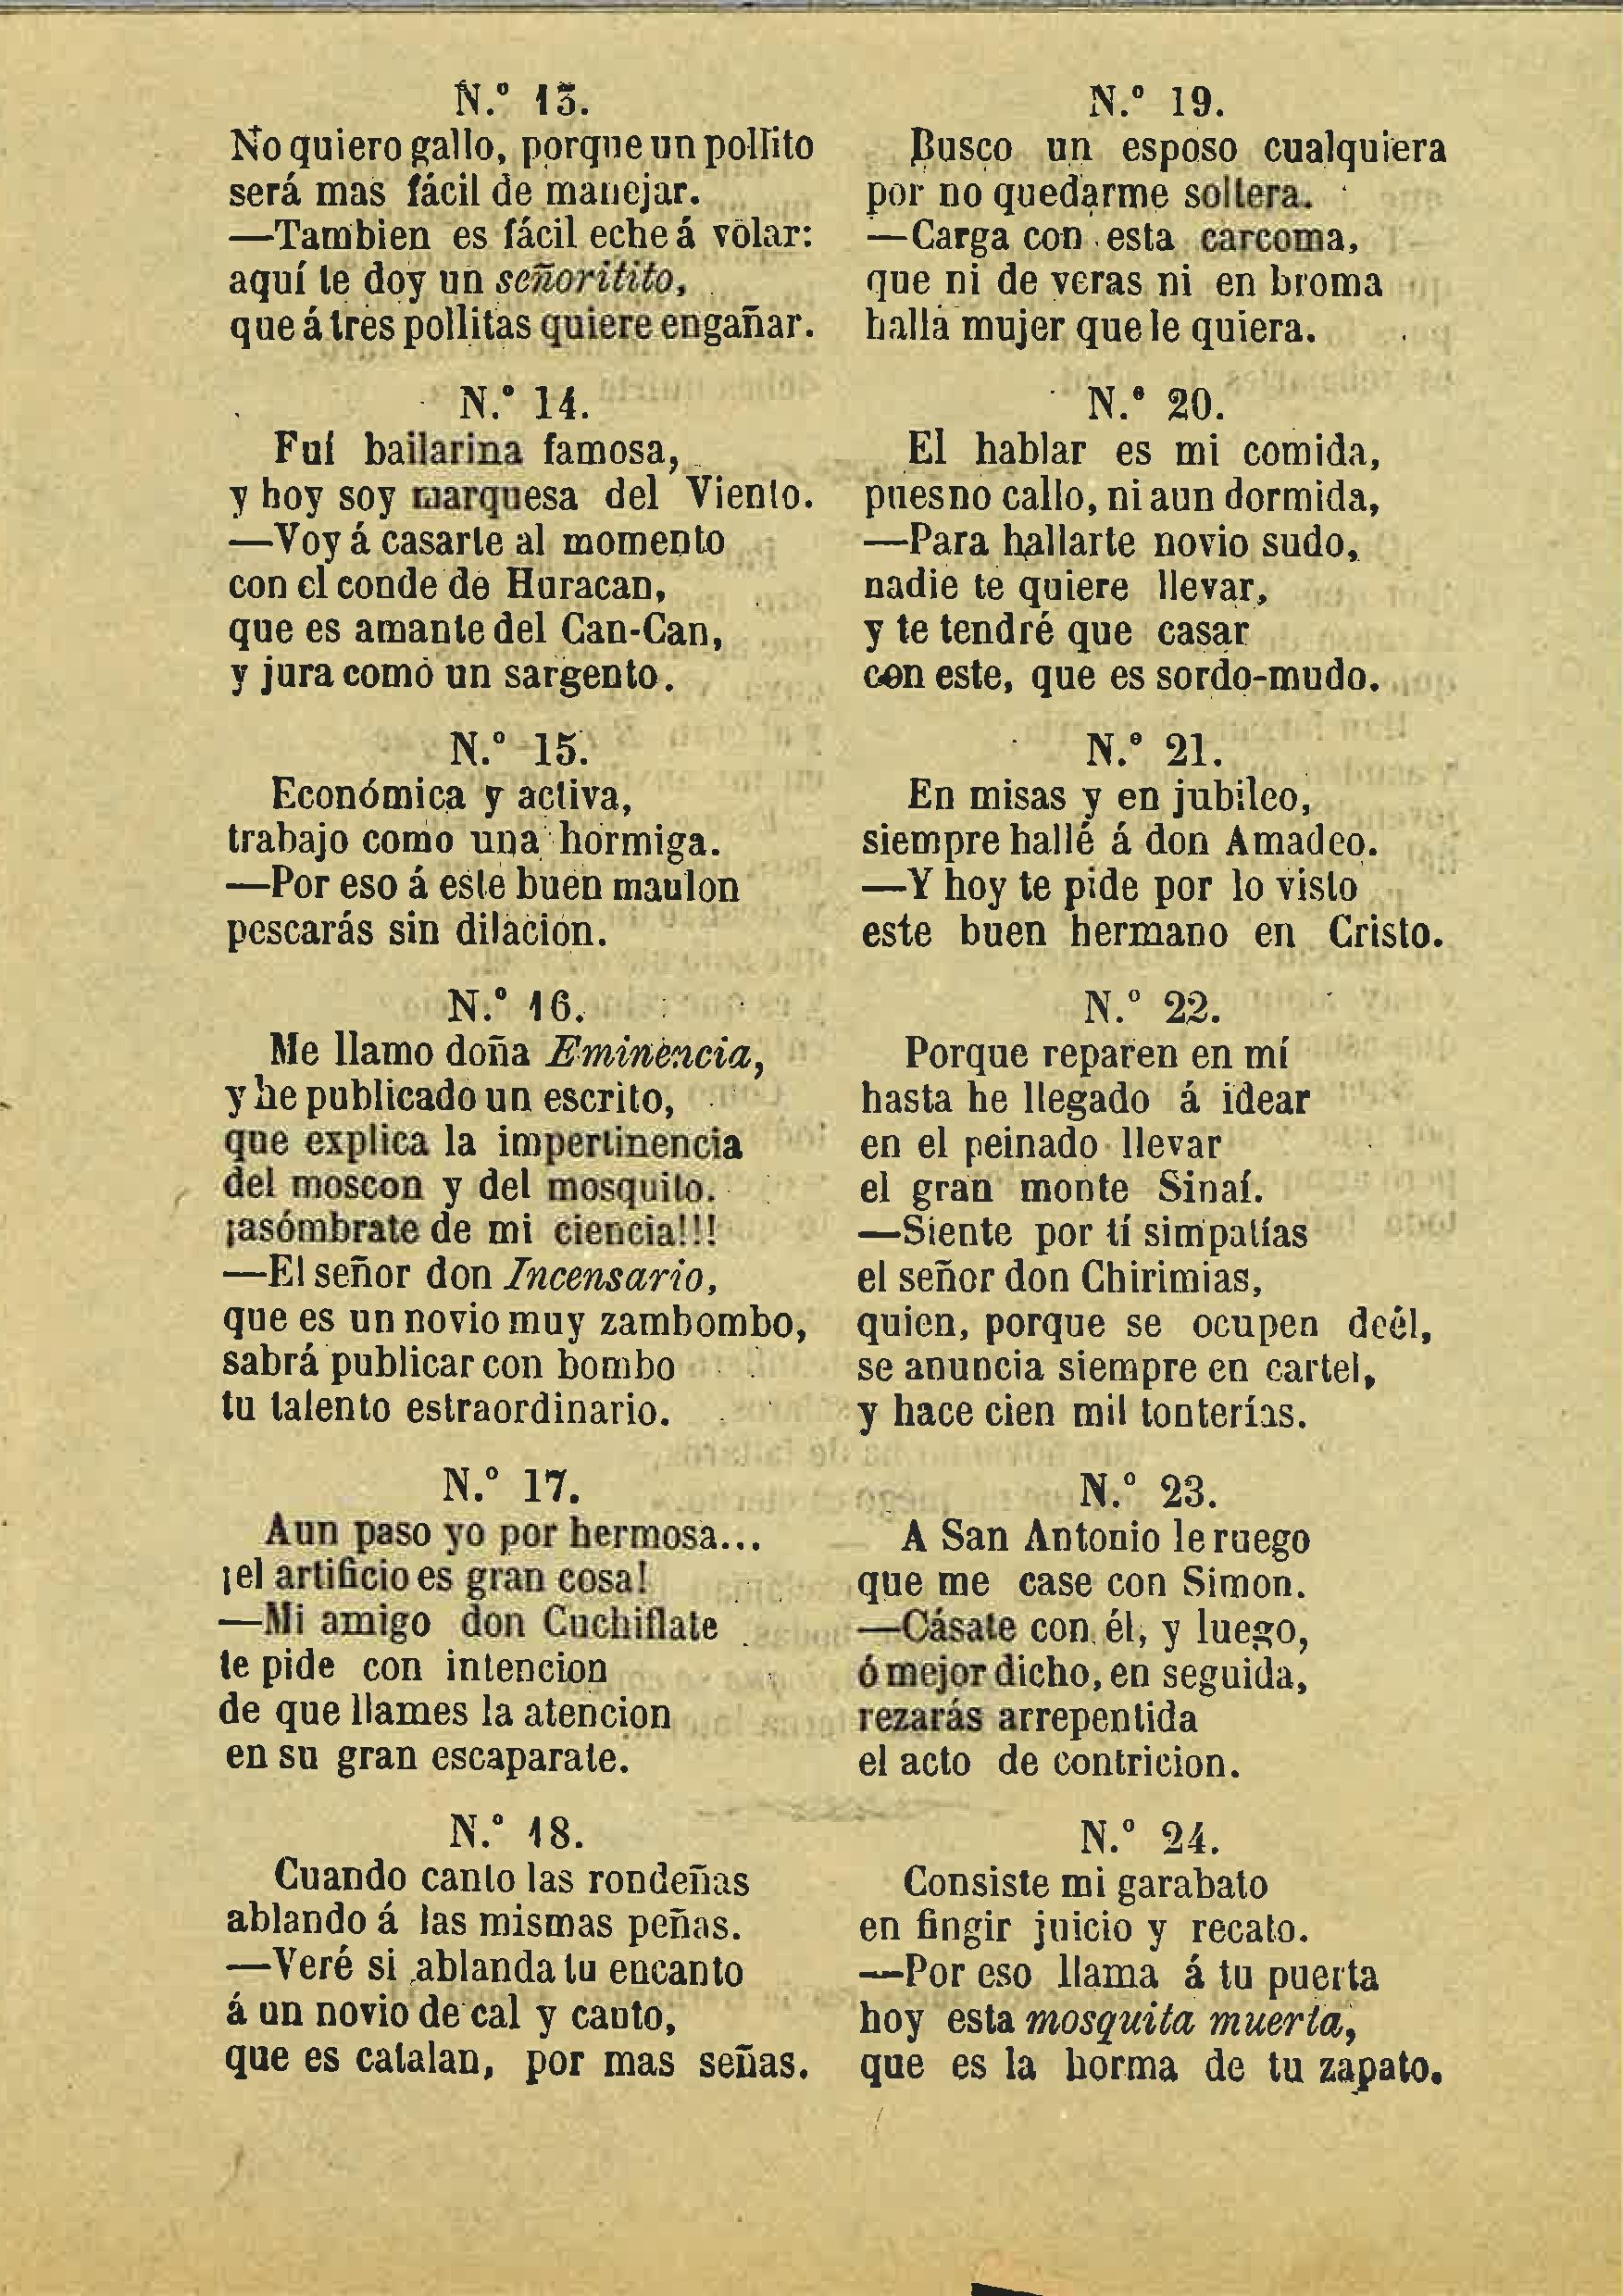 N.º 13.
No quiero gallo, porque un pollito
será mas fácil de manejar.
—Tambien es fácil eche á volar:
aquí te doy un señoritito,
que á tres pollitas quiere engañar.
N.º 14.
Fuí bailarina famosa,
y hoy soy marquesa del Viento.
—Voy á casarte al momento
con el conde de Huracan,
que es amante del Can-Can,
y jura como un sargento.
N.º 15.
Económica y activa,
trabajo como una hormiga.
—Por eso á este buen maulon
pescarás sin dilacion.
N.º 16.
Me llamo doña Eminencia,
y he publicado un escrito,
que explica la impertinencia
del moscon y del mosquito.
¡asómbrate de mi ciencia!!!
—El señor don Incensario,
que es un novio muy zambombo,
sabrá publicar con bombo
tu talento estraordinario.
N.º 17.
Aun paso yo por hermosa...
¡el artificio es gran cosa!
—Mi amigo don Cuchiflate
te pide con intencion
de que llames la atencion
en su gran escaparate.
N.º 18.
Cuando canto las rondeñas
ablando á las mismas peñas.
—Veré si ablanda tu encanto
á un novio de cal y canto,
que es catalan, por mas señas.
N.º 19.
Busco un esposo cualquiera
por no quedarme soltera.
—Carga con esta carcoma,
que ni de veras ni en broma
halla mujer que le quiera.
N.º 20.
El hablar es mi comida,
pues no callo, ni aun dormida,
—Para hallarte novio sudo,
nadie te quiere llevar,
y te tendré que casar
con este, que es sordo-mudo.
N.º 21.
En misas y en jubileo,
siempre hallé á don Amadeo.
—Y hoy te pide por lo visto
este buen hermano en Cristo.
N.º 22.
Porque reparen en mí
hasta he llegado á idear
en el peinado llevar
el gran monte Sinaí.
—Siente por tí simpatías
el señor don Chirimias,
quien, porque se ocupen de él,
se anuncia siempre en cartel,
y hace cien mil tonterías.
N.º 23.
A San Antonio le ruego
que me case con Simon.
—Cásate con él, y luego,
ó mejor dicho, en seguida,
rezarás arrepentida
el acto de contricion.
N.º 24.
Consiste mi garabato
en fingir juicio y recato.
—Por eso llama á tu puerta
hoy esta mosquita muerta,
que es la horma de tu zapato.